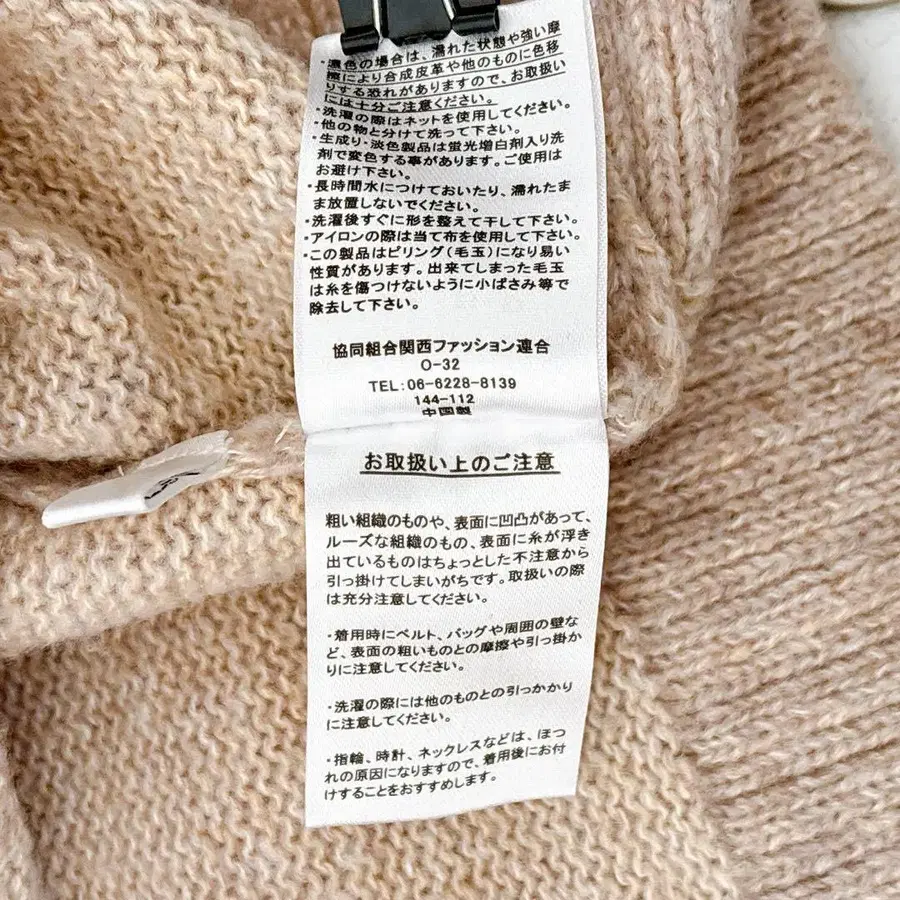 ・濃色の場合は、濡れた状態や強い摩
擦により合成皮革や他のものに色移
りする恐れがありますので、お取扱い
には十分ご注意ください。
・洗濯の際はネットを使用してください。
・他の物と分けて洗って下さい。
・生成り・淡色製品は蛍光増白剤入り洗
剤で変色する事があります。ご使用は
お避け下さい。
・長時間水につけておいたり、濡れたま
ま放置しないでください。
・洗濯後すぐに形を整えて干して下さい。
・アイロンの際は当て布を使用して下さい。
・この製品はピリング(毛玉)になり易い
性質があります。出来てしまった毛玉
は糸を傷つけないように小ばさみ等で
除去して下さい。
協同組合関西ファッション連合
O-32
TEL:06-6228-8139
144-112
中国製
お取扱い上のご注意
粗い組織のものや、表面に凹凸があって、
ルーズな組織のもの、表面に糸が浮き
出ているものはちょっとした不注意から
引っ掛けてしまいがちです。取扱いの際
は充分注意してください。
・着用時にベルト、バッグや周囲の壁な
ど、表面の粗いものとの摩擦や引っ掛か
りに注意してください。
・洗濯の際には他のものとの引っかかり
に注意してください。
・指輪、時計、ネックレスなどは、ほつ
れの原因になりますので、着用後にお付
けすることをおすすめします。